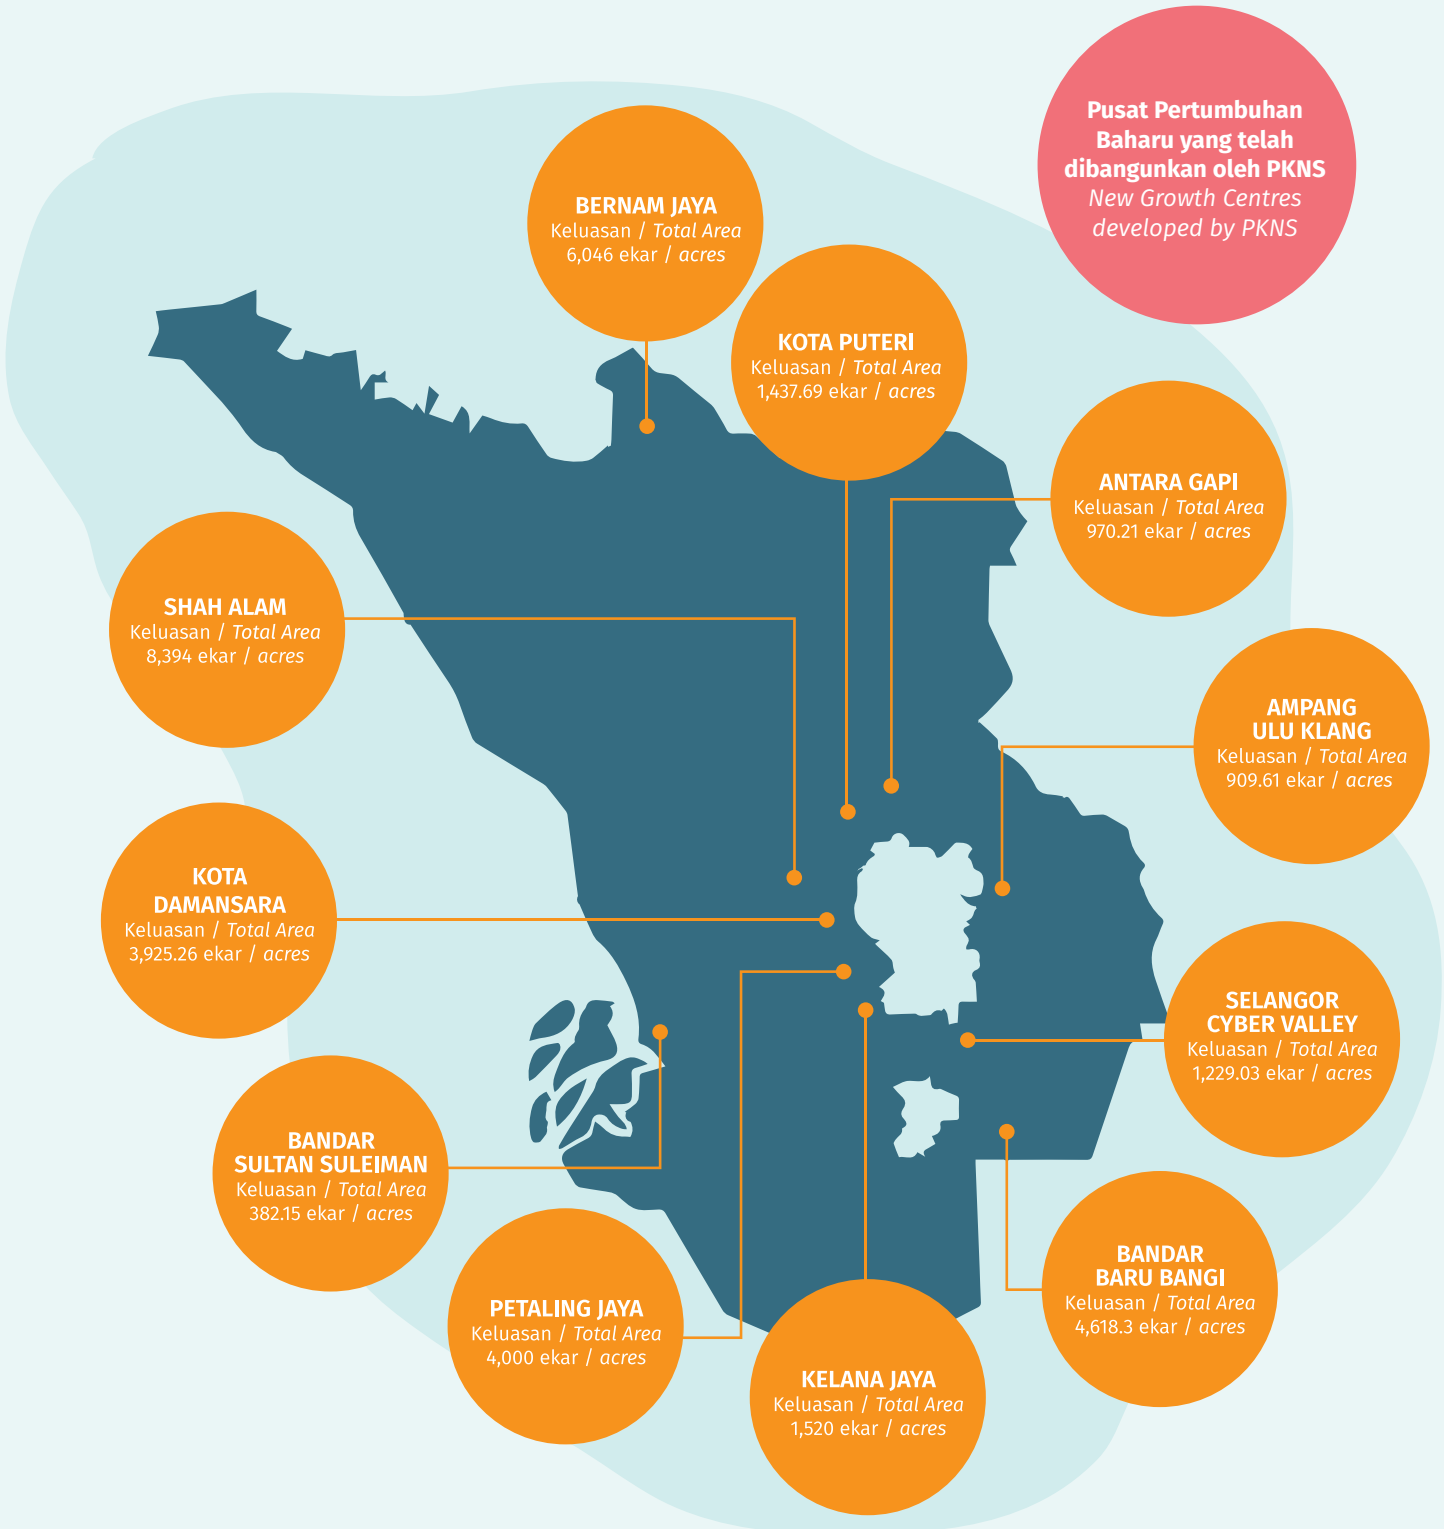 Pusat Pertumbuhan
Baharu yang telah
dibangunkan oleh PKNS
New Growth Centres
developed by PKNS
BERNAM JAYA
Keluasan / Total Area
6,046 ekar / acres
KOTA PUTERI
Keluasan / Total Area
1,437.69 ekar / acres
ANTARA GAPI
Keluasan / Total Area
970.21 ekar / acres
SHAH ALAM
Keluasan / Total Area
8,394 ekar / acres
AMPANG
ULU KLANG
Keluasan / Total Area
909.61 ekar / acres
KOTA
DAMANSARA
Keluasan / Total Area
3,925.26 ekar / acres
SELANGOR
CYBER VALLEY
Keluasan / Total Area
1,229.03 ekar / acres
BANDAR
SULTAN SULEIMAN
Keluasan / Total Area
382.15 ekar / acres
BANDAR
BARU BANGI
Keluasan / Total Area
4,618.3 ekar / acres
PETALING JAYA
Keluasan / Total Area
4,000 ekar / acres
KELANA JAYA
Keluasan / Total Area
1,520 ekar / acres